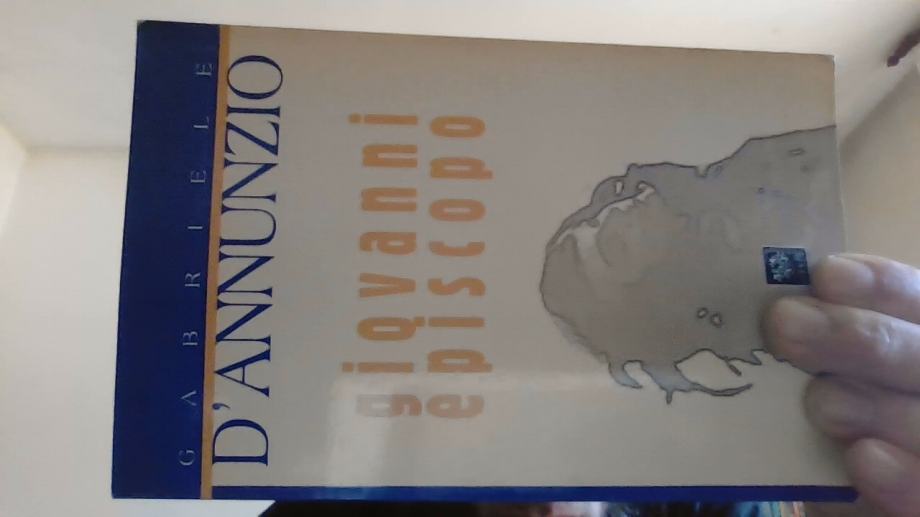 GABRIELE
D'ANNUNZIO
giovanni
episcopo